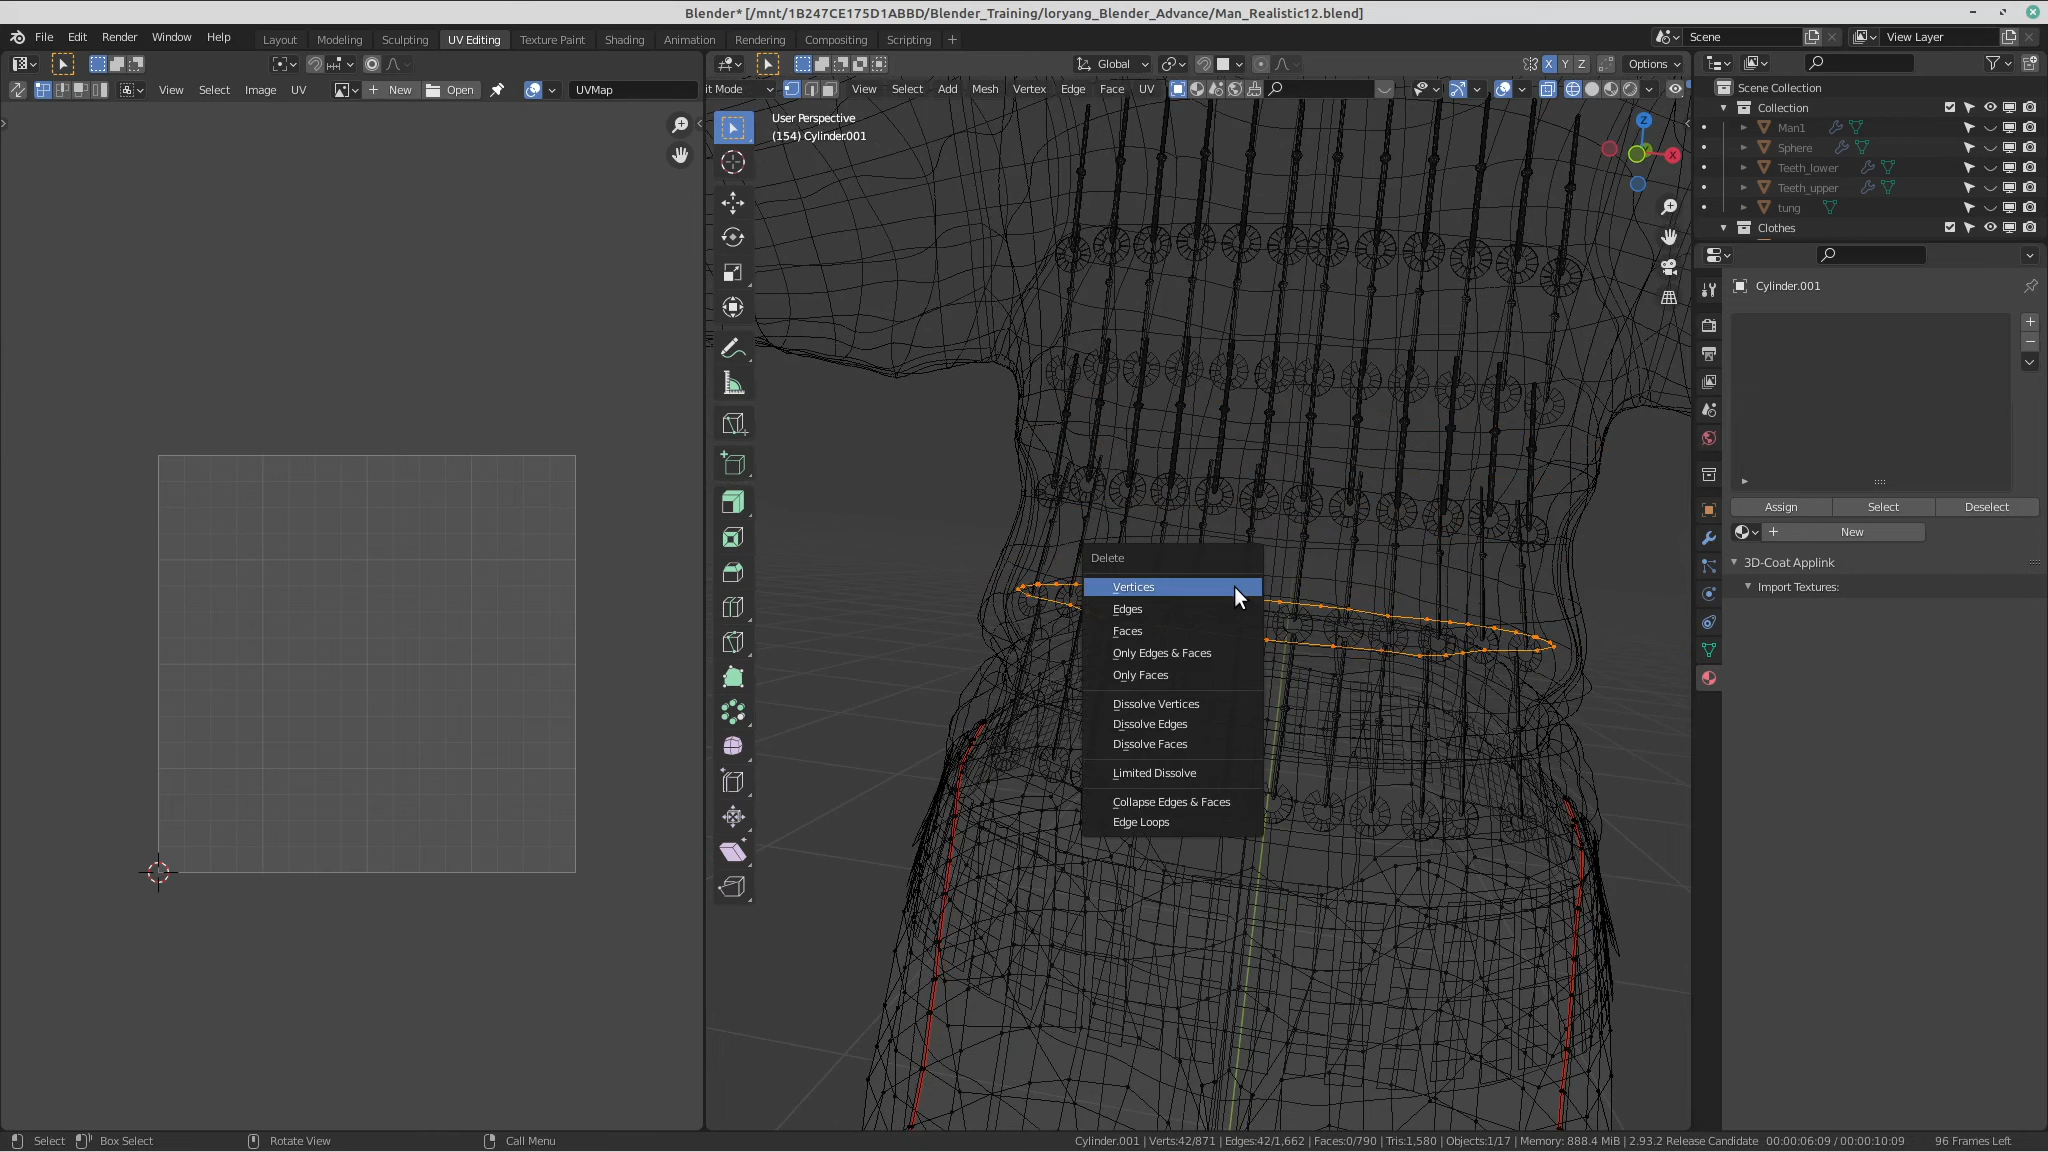 Blender* [/mnt/1B247CE175D1ABBD/Blender_Training/loryang_Blender_Advance/Man_Realistic12.blend]
File Edit Render Window Help
Layout Modeling Sculpting UV Editing Texture Paint Shading Animation Rendering Compositing Scripting +
Scene
View Layer
Global
X Y Z
Options
View Select Image UV
New
Open
UVMap
it Mode
View Select Add Mesh Vertex Edge Face UV
User Perspective
(154) Cylinder.001
Z
X
Scene Collection
Collection
Man1
Sphere
Teeth_lower
Teeth_upper
tung
Clothes
Cylinder.001
Assign Select Deselect
New
3D-Coat Applink
Import Textures:
Delete
Vertices
Edges
Faces
Only Edges & Faces
Only Faces
Dissolve Vertices
Dissolve Edges
Dissolve Faces
Limited Dissolve
Collapse Edges & Faces
Edge Loops
Select Box Select Rotate View Call Menu
Cylinder.001 | Verts:42/871 | Edges:42/1,662 | Faces:0/790 | Tris:1,580 | Objects:1/17 | Memory: 888.4 MiB | 2.93.2 Release Candidate 00:00:06:09 / 00:00:10:09 96 Frames Left